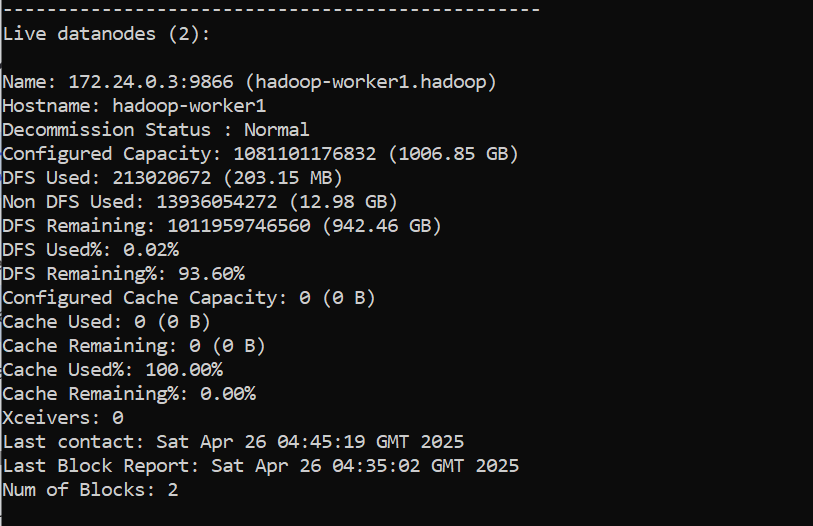 -------------------------------------------------
Live datanodes (2):
Name: 172.24.0.3:9866 (hadoop-worker1.hadoop)
Hostname: hadoop-worker1
Decommission Status : Normal
Configured Capacity: 1081101176832 (1006.85 GB)
DFS Used: 213020672 (203.15 MB)
Non DFS Used: 13936054272 (12.98 GB)
DFS Remaining: 1011959746560 (942.46 GB)
DFS Used%: 0.02%
DFS Remaining%: 93.60%
Configured Cache Capacity: 0 (0 B)
Cache Used: 0 (0 B)
Cache Remaining: 0 (0 B)
Cache Used%: 100.00%
Cache Remaining%: 0.00%
Xceivers: 0
Last contact: Sat Apr 26 04:45:19 GMT 2025
Last Block Report: Sat Apr 26 04:35:02 GMT 2025
Num of Blocks: 2